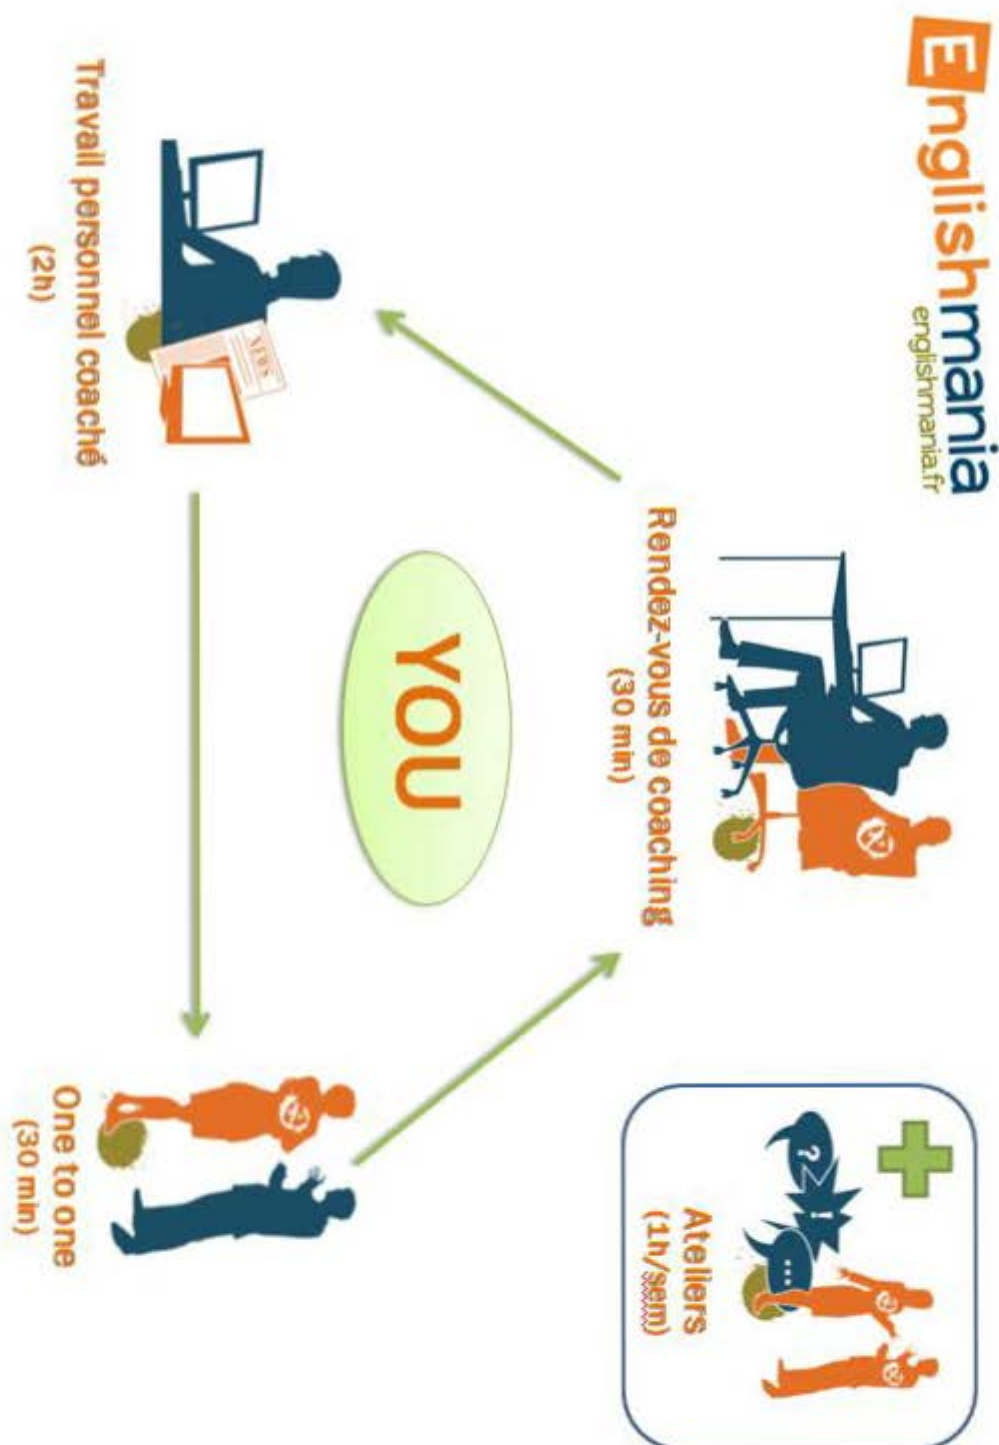 Englishmania
englishmania.fr
Rendez-vous de coaching
(30 min)
?
!
...
Ateliers
(1h/sem)
YOU
NEWS
Travail personnel coaché
(2h)
One to one
(30 min)